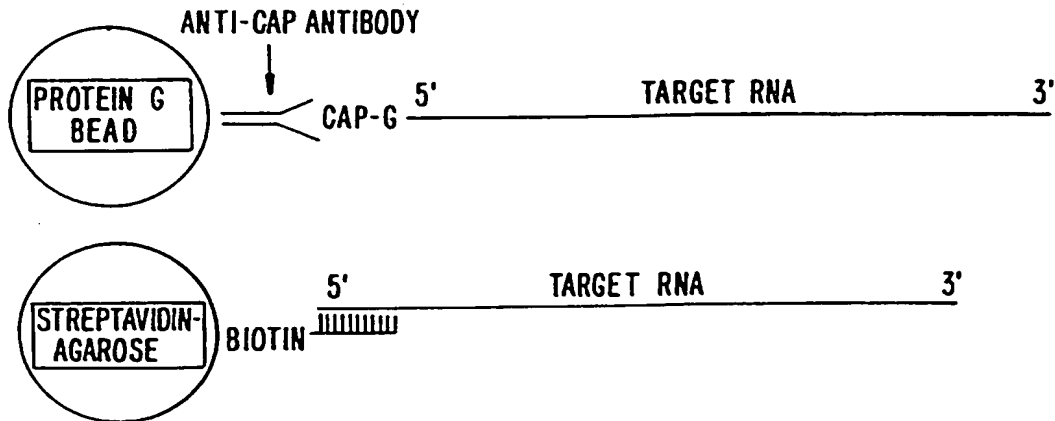 ANTI-CAP ANTIBODY
PROTEIN G
BEAD
CAP-G
5'
TARGET RNA
3'
5'
TARGET RNA
3'
STREPTAVIDIN-
AGAROSE
BIOTIN